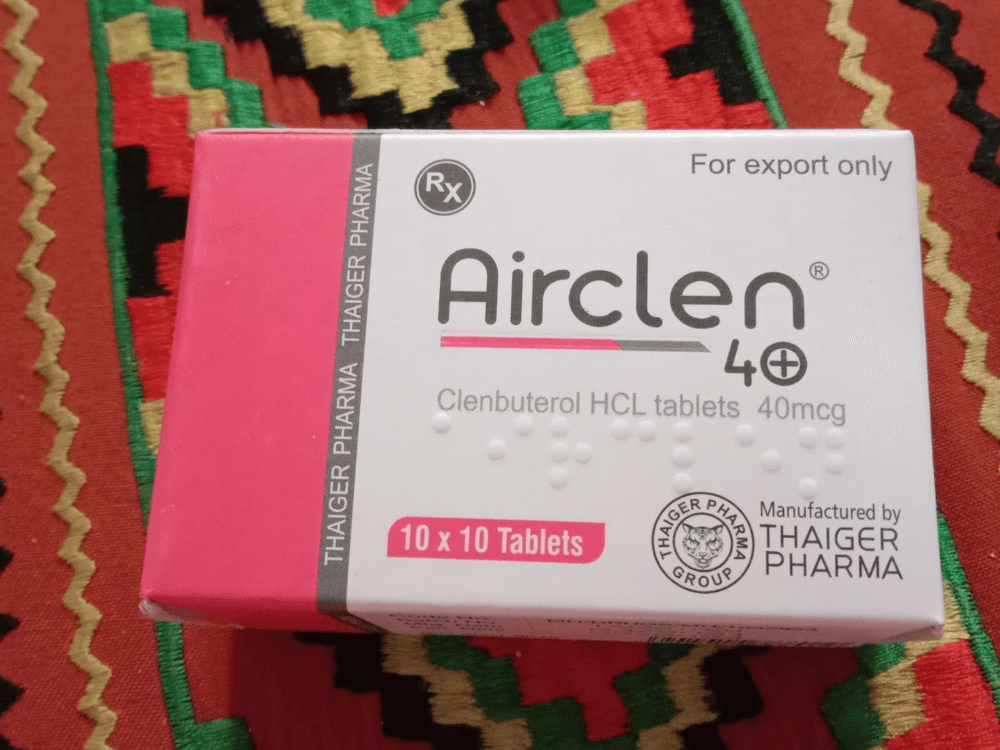 For export only
Rx
Airclen®
40
Clenbuterol HCL tablets 40mcg
10 x 10 Tablets
THAIGER PHARMA GROUP
Manufactured by
THAIGER
PHARMA
THAIGER PHARMA THAIGER PHARMA